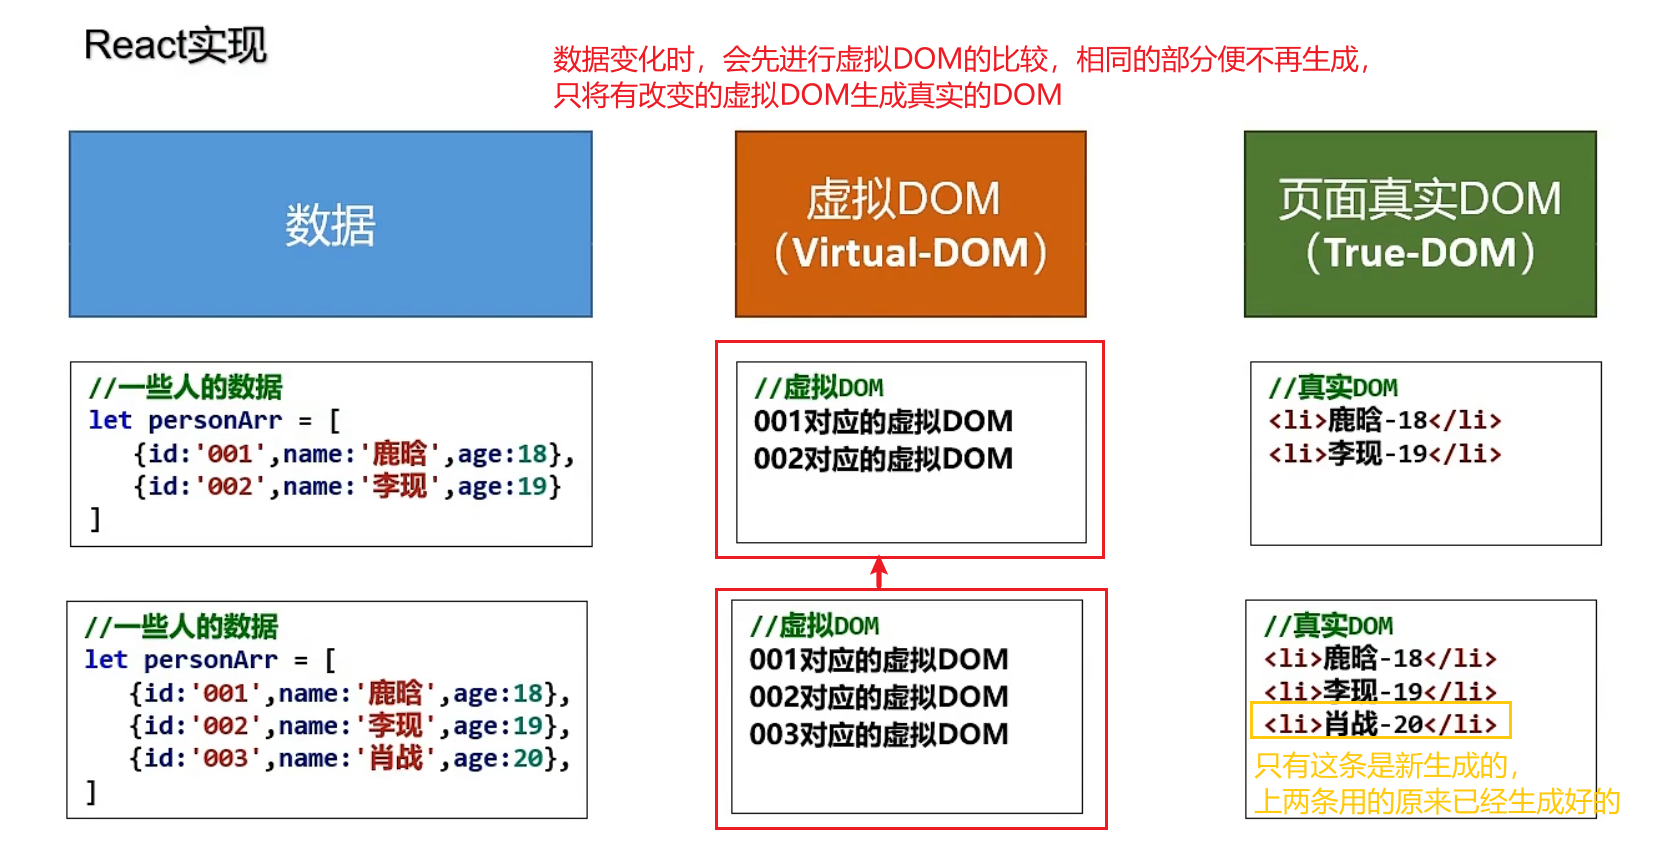 React实现
数据变化时，会先进行虚拟DOM的比较，相同的部分便不再生成，
只将有改变的虚拟DOM生成真实的DOM
数据
虚拟DOM
（Virtual-DOM）
页面真实DOM
（True-DOM）
//一些人的数据
let personArr = [
{id:'001',name:'鹿晗',age:18},
{id:'002',name:'李现',age:19}
]
//虚拟DOM
001对应的虚拟DOM
002对应的虚拟DOM
//真实DOM
<li>鹿晗-18</li>
<li>李现-19</li>
//一些人的数据
let personArr = [
{id:'001',name:'鹿晗',age:18},
{id:'002',name:'李现',age:19},
{id:'003',name:'肖战',age:20},
]
//虚拟DOM
001对应的虚拟DOM
002对应的虚拟DOM
003对应的虚拟DOM
//真实DOM
<li>鹿晗-18</li>
<li>李现-19</li>
<li>肖战-20</li>
只有这条是新生成的，
上两条用的原来已经生成好的